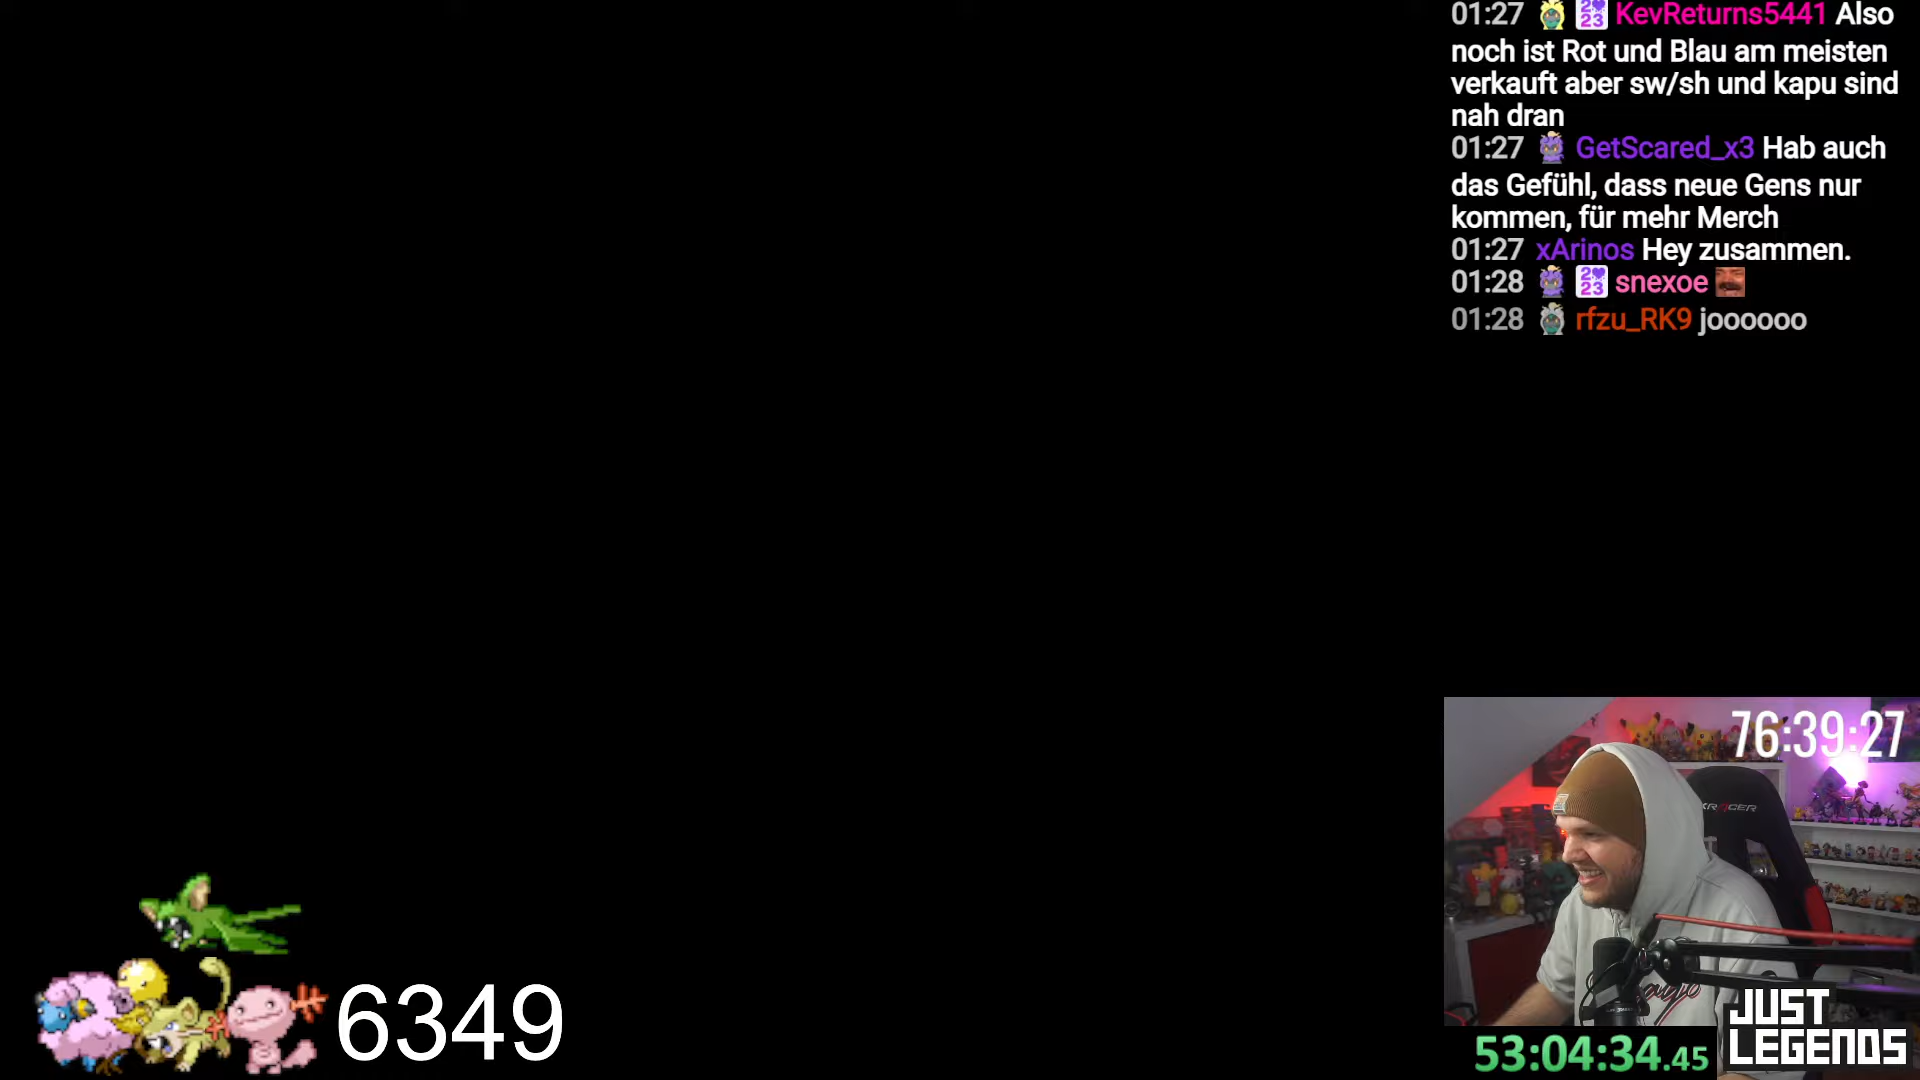 01:27 KevReturns5441 Also
noch ist Rot und Blau am meisten
verkauft aber sw/sh und kapu sind
nah dran
01:27 GetScared_x3 Hab auch
das Gefühl, dass neue Gens nur
kommen, für mehr Merch
01:27 xArinos Hey zusammen.
01:28 snexoe
01:28 rfzu_RK9 joooooo
76:39:27
6349
53:04:34.45
JUST
LEGENDS